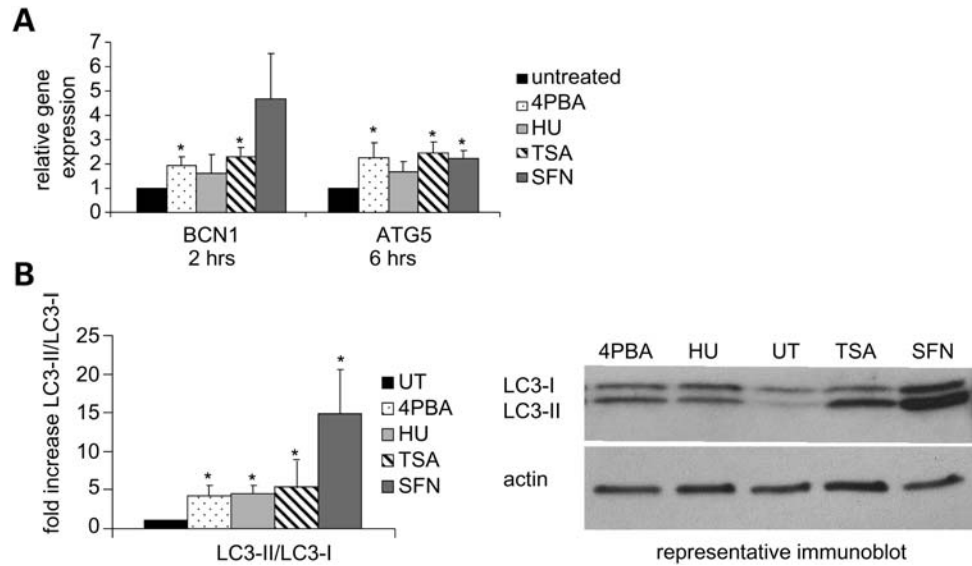 A
relative gene
expression
7
6
5
4
3
2
1
0
* * * * *
BCN1 ATG5
2 hrs 6 hrs
untreated
4PBA
HU
TSA
SFN
B
fold increase LC3-II/LC3-I
25
20
15
10
5
0
* * * *
LC3-II/LC3-I
UT
4PBA
HU
TSA
SFN
4PBA HU UT TSA SFN
LC3-I
LC3-II
actin
representative immunoblot